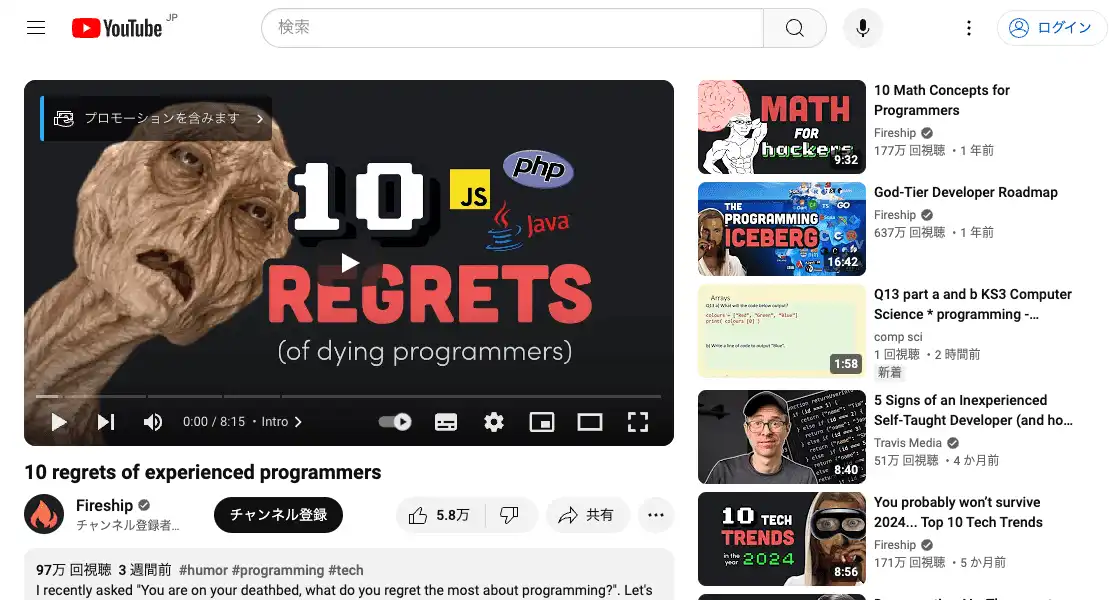 YouTube JP
検索
ログイン
プロモーションを含みます
10
JS
php
Java
REGRETS
(of dying programmers)
0:00 / 8:15 • Intro
10 regrets of experienced programmers
Fireship
チャンネル登録者...
チャンネル登録
5.8万
共有
97万 回視聴 3 週間前 #humor #programming #tech
I recently asked "You are on your deathbed, what do you regret the most about programming?". Let's
MATH
FOR
hackers
9:32
10 Math Concepts for
Programmers
Fireship
177万 回視聴 • 1 年前
THE
PROGRAMMING
ICEBERG
GO
16:42
God-Tier Developer Roadmap
Fireship
637万 回視聴 • 1 年前
Arrays
Q13 a) What will the code below output?
colours = ["Red", "Green", "Blue"]
print( colours [0] )
b) Write a line of code to output "Blue".
1:58
Q13 part a and b KS3 Computer
Science * programming -...
comp sci
1 回視聴 • 2 時間前
新着
8:40
5 Signs of an Inexperienced
Self-Taught Developer (and ho...
Travis Media
51万 回視聴 • 4 か月前
10 TECH
TRENDS
in the
year 2024
8:56
You probably won’t survive
2024... Top 10 Tech Trends
Fireship
171万 回視聴 • 5 か月前